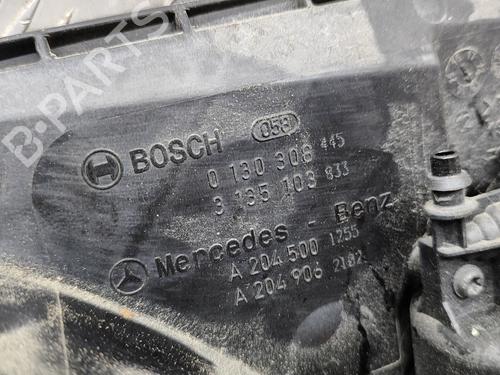 BOSCH 058
0 130 308 445
3 135 103 833
Mercedes - Benz
A 204 500 1255
A 204 906 2102
B-Parts